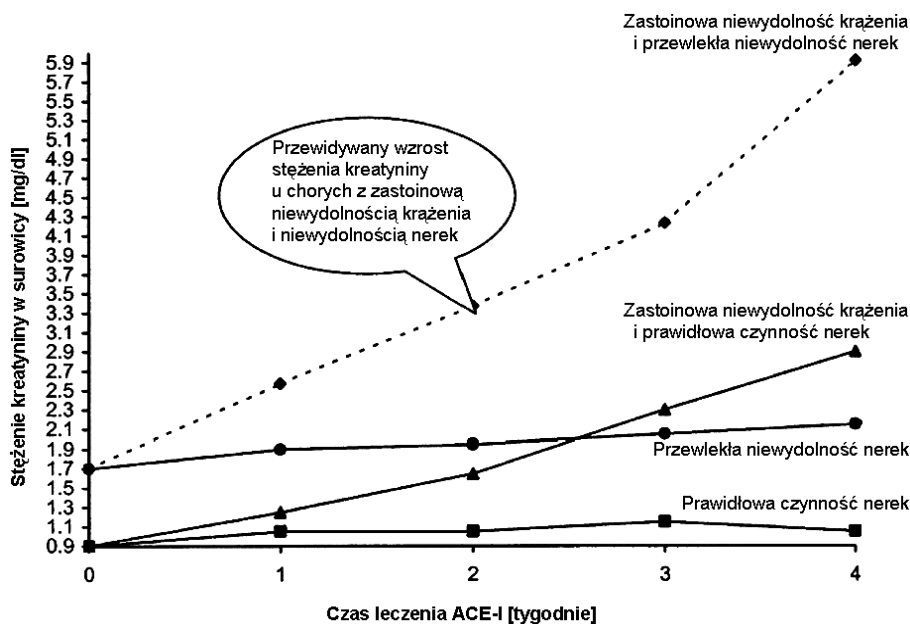 Zastoinowa niewydolność krążenia
i przewlekła niewydolność nerek
Stężenie kreatyniny w surowicy [mg/dl]
5.9
5.7
5.5
5.3
5.1
4.9
4.7
4.5
4.3
4.1
3.9
3.7
3.5
3.3
3.1
2.9
2.7
2.5
2.3
2.1
1.9
1.7
1.5
1.3
1.1
0.9
Przewidywany wzrost
stężenia kreatyniny
u chorych z zastoinową
niewydolnością krążenia
i niewydolnością nerek
Zastoinowa niewydolność krążenia
i prawidłowa czynność nerek
Przewlekła niewydolność nerek
Prawidłowa czynność nerek
0 1 2 3 4
Czas leczenia ACE-I [tygodnie]